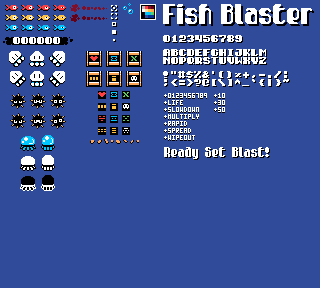 Fish Blaster
0123456789
ABCDEFGHIJKLM
NOPQRSTUVWXYZ
+0123456789 +10
+LIFE +30
+SLOWDOWN +50
+MULTIPLY
+RAPID
+SPREAD
+WIPEOUT
Ready Set Blast!